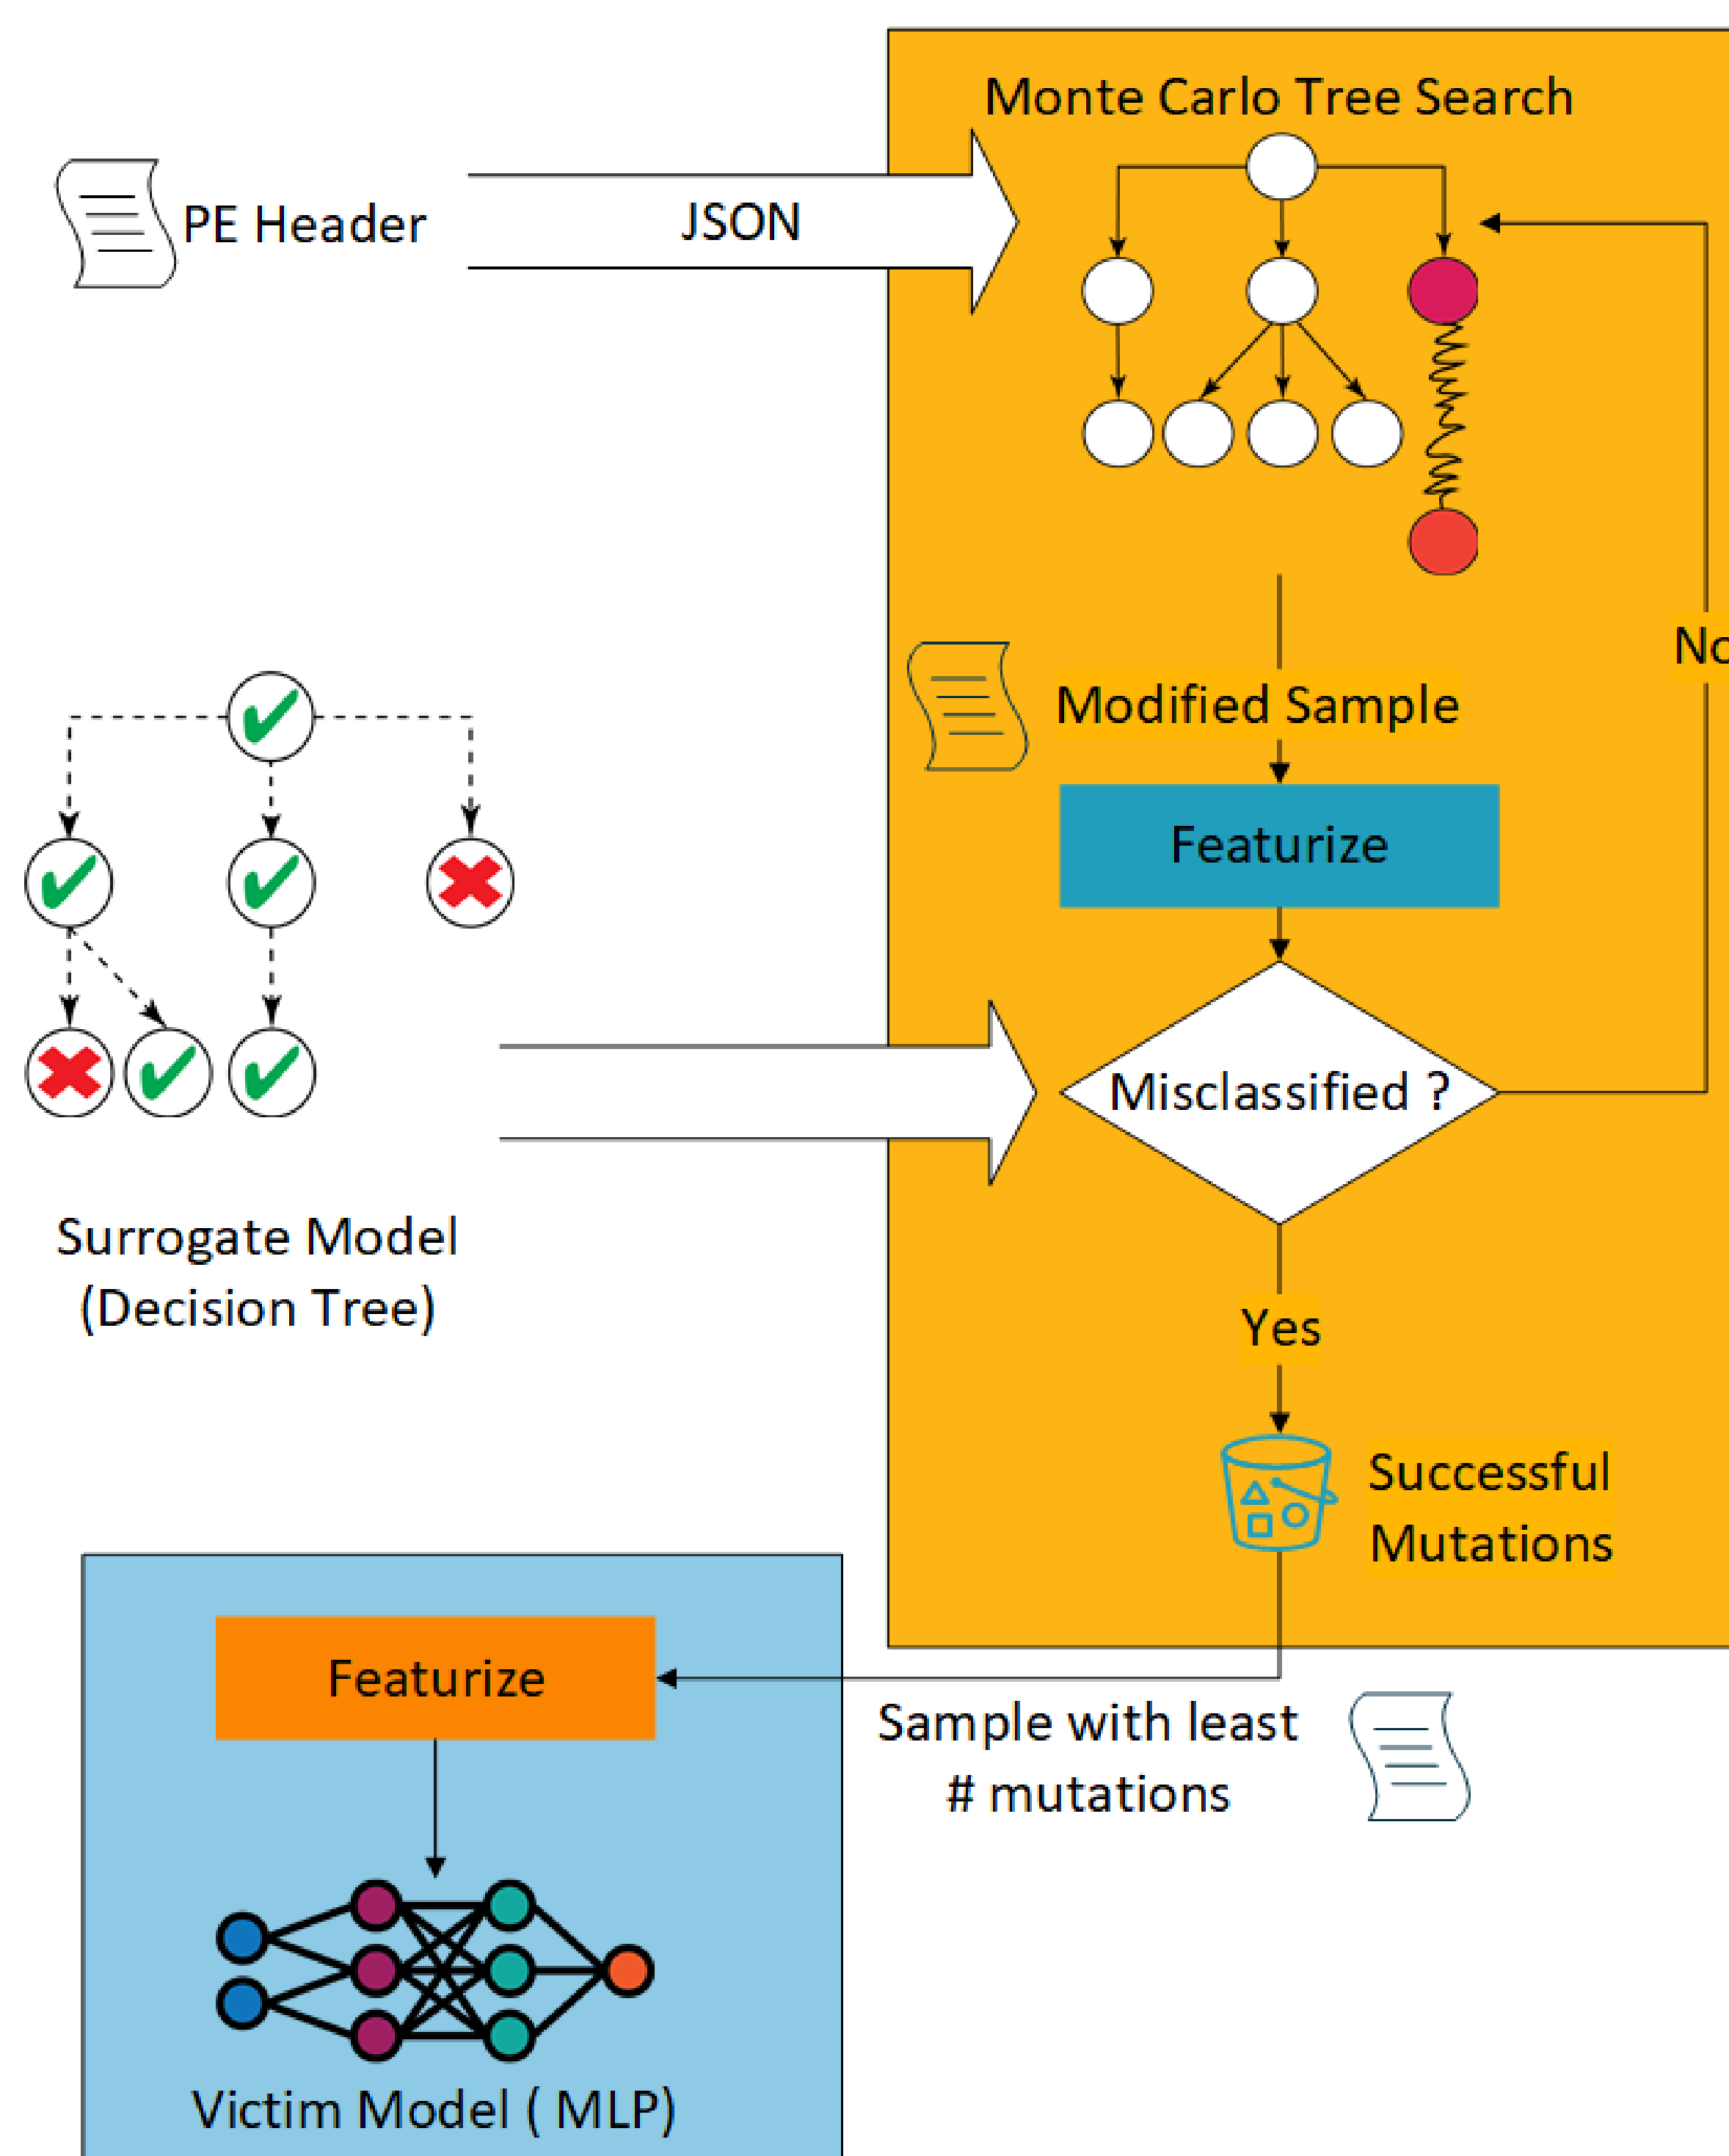 Monte Carlo Tree Search
PE Header
JSON
No
Modified Sample
Featurize
Misclassified ?
Surrogate Model
(Decision Tree)
Yes
Successful
Mutations
Featurize
Sample with least
# mutations
Victim Model ( MLP)